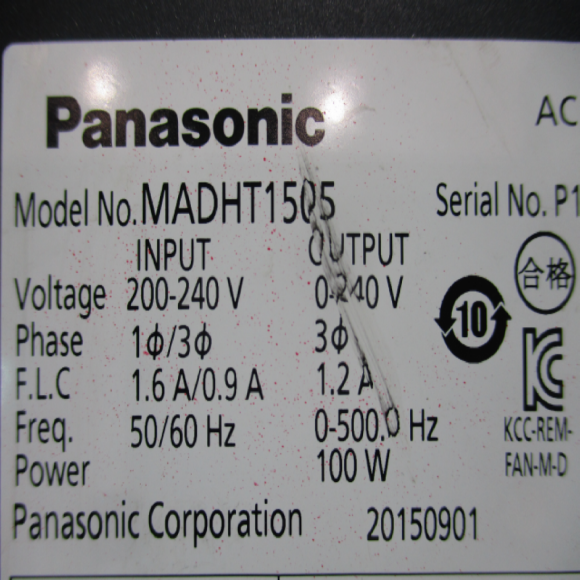 Panasonic
AC
Model No. MADHT1505
Serial No. P1
INPUT OUTPUT
Voltage 200-240 V 0-240 V
合格
Phase 1ϕ/3ϕ 3ϕ
10
F.L.C 1.6 A/0.9 A 1.2 A
Freq. 50/60 Hz 0-500.0 Hz
KCC-REM-
Power 100 W
FAN-M-D
Panasonic Corporation 20150901